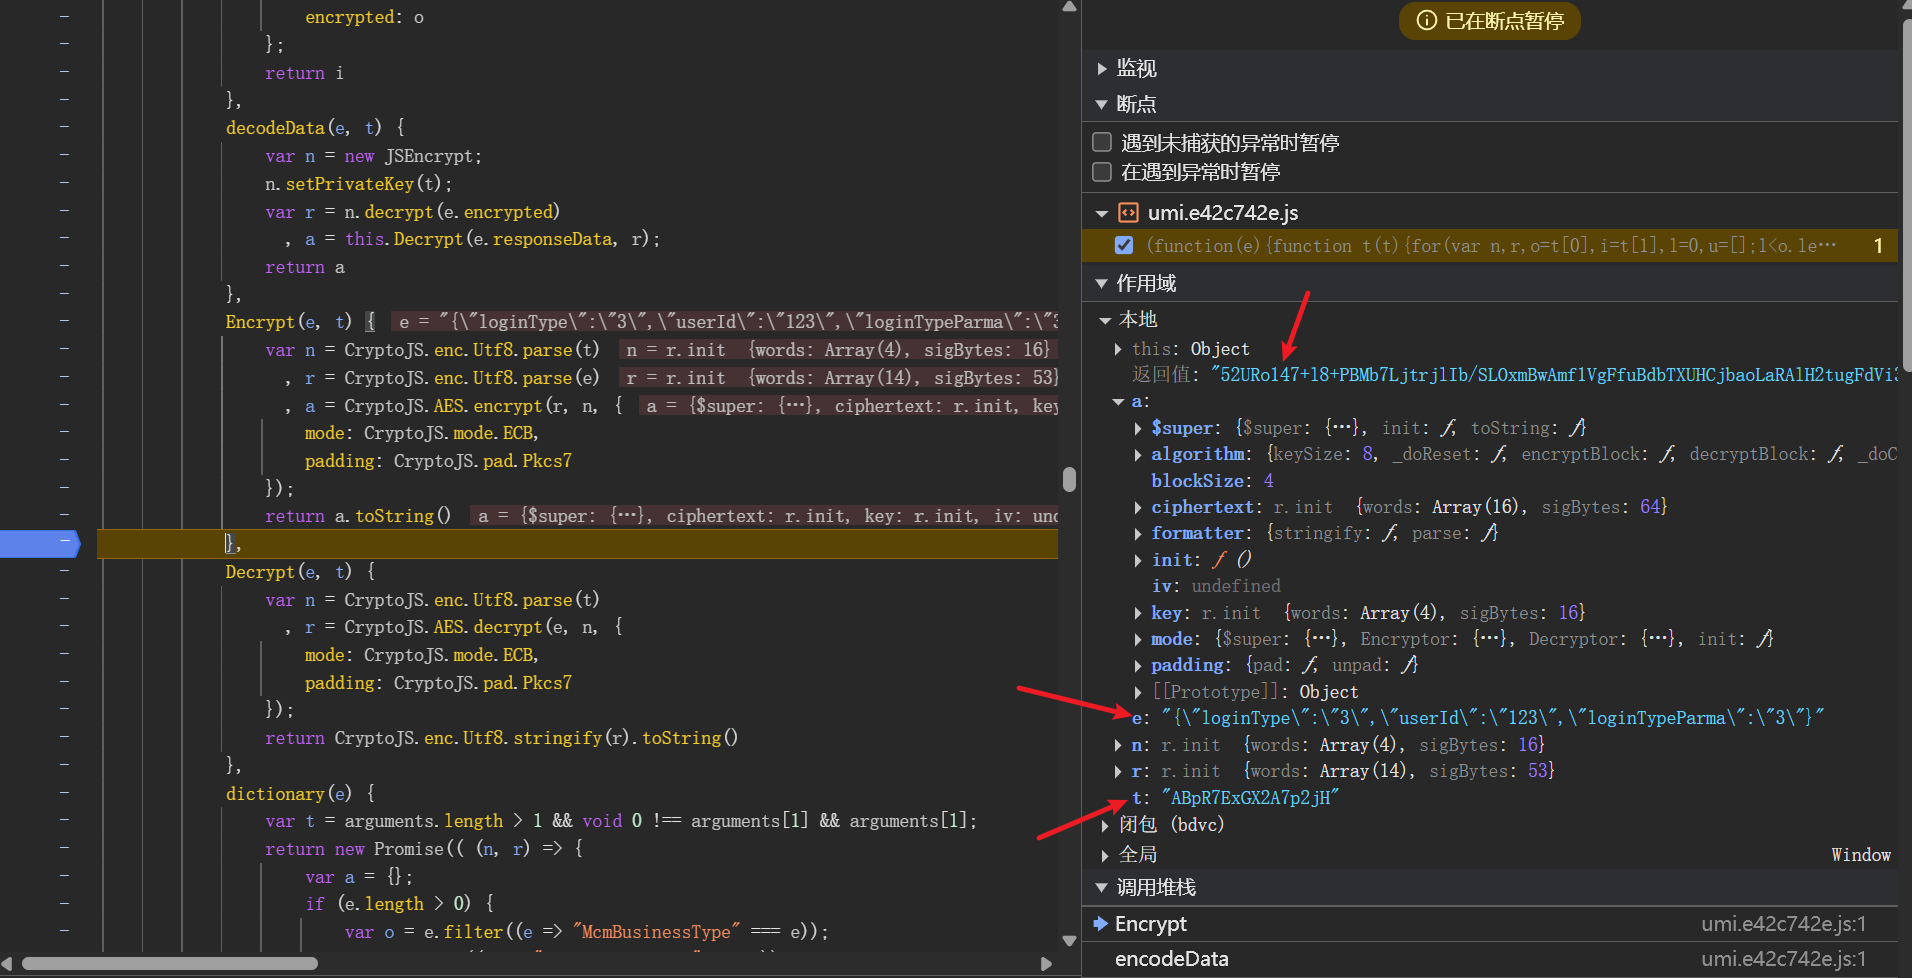 encrypted: o
};
return i
},
decodeData(e, t) {
var n = new JSEncrypt;
n.setPrivateKey(t);
var r = n.decrypt(e.encrypted)
, a = this.Decrypt(e.responseData, r);
return a
},
Encrypt(e, t) { e = "{\"loginType\":\"3\",\"userId\":\"123\",\"loginTypeParma\":\"3
var n = CryptoJS.enc.Utf8.parse(t) n = r.init {words: Array(4), sigBytes: 16}
, r = CryptoJS.enc.Utf8.parse(e) r = r.init {words: Array(14), sigBytes: 53}
, a = CryptoJS.AES.encrypt(r, n, { a = {$super: {…}, ciphertext: r.init, key
mode: CryptoJS.mode.ECB,
padding: CryptoJS.pad.Pkcs7
});
return a.toString() a = {$super: {…}, ciphertext: r.init, key: r.init, iv: und
},
Decrypt(e, t) {
var n = CryptoJS.enc.Utf8.parse(t)
, r = CryptoJS.AES.decrypt(e, n, {
mode: CryptoJS.mode.ECB,
padding: CryptoJS.pad.Pkcs7
});
return CryptoJS.enc.Utf8.stringify(r).toString()
},
dictionary(e) {
var t = arguments.length > 1 && void 0 !== arguments[1] && arguments[1];
return new Promise(( (n, r) => {
var a = {};
if (e.length > 0) {
var o = e.filter((e => "McmBusinessType" === e));
已在断点暂停
监视
断点
遇到未捕获的异常时暂停
在遇到异常时暂停
umi.e42c742e.js
(function(e){function t(t){for(var n,r,o=t[0],i=t[1],l=0,u=[];l<o.le… 1
作用域
本地
this: Object
返回值: "52URo147+18+PBMb7LjtrjlIb/SLOxmBwAmflVgFfuBdbTXUHCjbaoLaRAlH2tugFdVi3
a:
$super: {$super: {…}, init: ƒ, toString: ƒ}
algorithm: {keySize: 8, _doReset: ƒ, encryptBlock: ƒ, decryptBlock: ƒ, _doC
blockSize: 4
ciphertext: r.init {words: Array(16), sigBytes: 64}
formatter: {stringify: ƒ, parse: ƒ}
init: ƒ ()
iv: undefined
key: r.init {words: Array(4), sigBytes: 16}
mode: {$super: {…}, Encryptor: {…}, Decryptor: {…}, init: ƒ}
padding: {pad: ƒ, unpad: ƒ}
[[Prototype]]: Object
e: "{\"loginType\":\"3\",\"userId\":\"123\",\"loginTypeParma\":\"3\"}"
n: r.init {words: Array(4), sigBytes: 16}
r: r.init {words: Array(14), sigBytes: 53}
t: "ABpR7ExGX2A7p2jH"
闭包 (bdvc)
全局 Window
调用堆栈
Encrypt umi.e42c742e.js:1
encodeData umi.e42c742e.js:1